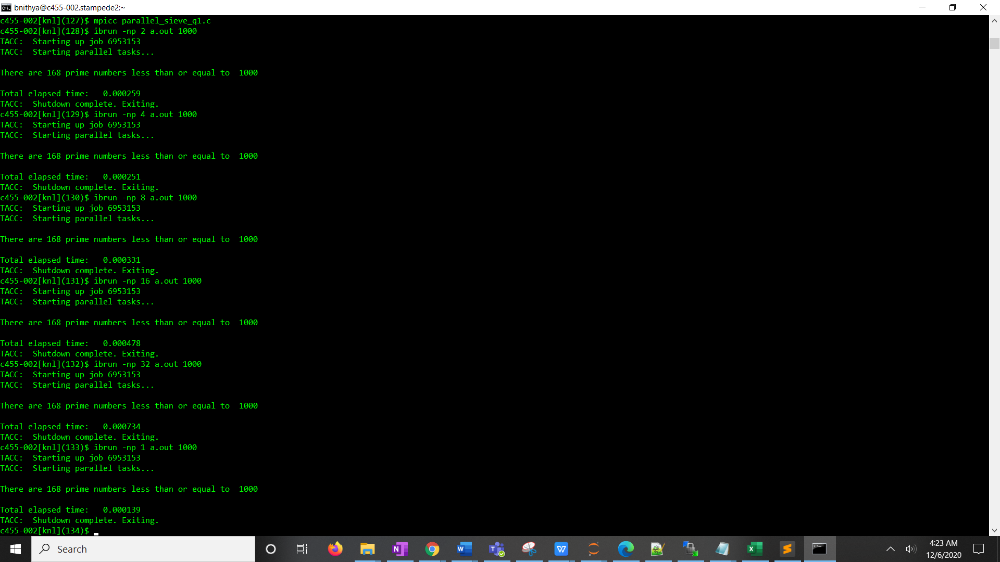 bnithya@c455-002.stampede2:~
c455-002[knl](127)$ mpicc parallel_sieve_q1.c
c455-002[knl](128)$ ibrun -np 2 a.out 1000
TACC:  Starting up job 6953153
TACC:  Starting parallel tasks...
There are 168 prime numbers less than or equal to  1000
Total elapsed time:   0.000259
TACC:  Shutdown complete. Exiting.
c455-002[knl](129)$ ibrun -np 4 a.out 1000
TACC:  Starting up job 6953153
TACC:  Starting parallel tasks...
There are 168 prime numbers less than or equal to  1000
Total elapsed time:   0.000251
TACC:  Shutdown complete. Exiting.
c455-002[knl](130)$ ibrun -np 8 a.out 1000
TACC:  Starting up job 6953153
TACC:  Starting parallel tasks...
There are 168 prime numbers less than or equal to  1000
Total elapsed time:   0.000331
TACC:  Shutdown complete. Exiting.
c455-002[knl](131)$ ibrun -np 16 a.out 1000
TACC:  Starting up job 6953153
TACC:  Starting parallel tasks...
There are 168 prime numbers less than or equal to  1000
Total elapsed time:   0.000478
TACC:  Shutdown complete. Exiting.
c455-002[knl](132)$ ibrun -np 32 a.out 1000
TACC:  Starting up job 6953153
TACC:  Starting parallel tasks...
There are 168 prime numbers less than or equal to  1000
Total elapsed time:   0.000734
TACC:  Shutdown complete. Exiting.
c455-002[knl](133)$ ibrun -np 1 a.out 1000
TACC:  Starting up job 6953153
TACC:  Starting parallel tasks...
There are 168 prime numbers less than or equal to  1000
Total elapsed time:   0.000139
TACC:  Shutdown complete. Exiting.
c455-002[knl](134)$
Search
4:23 AM
12/6/2020